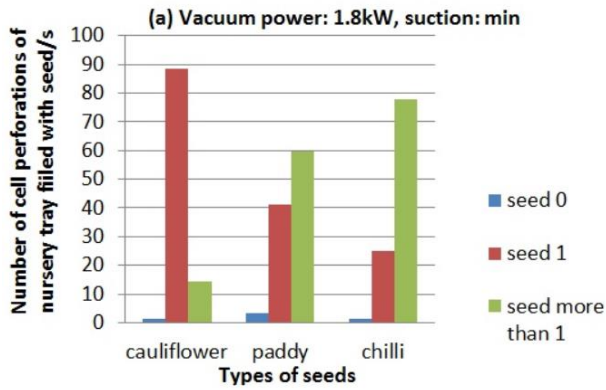 (a) Vacuum power: 1.8kW, suction: min
Number of cell perforations of
nursery tray fiilled with seed/s
100
90
80
70
60
50
40
30
20
10
0
cauliflower paddy chilli
Types of seeds
seed 0
seed 1
seed more
than 1